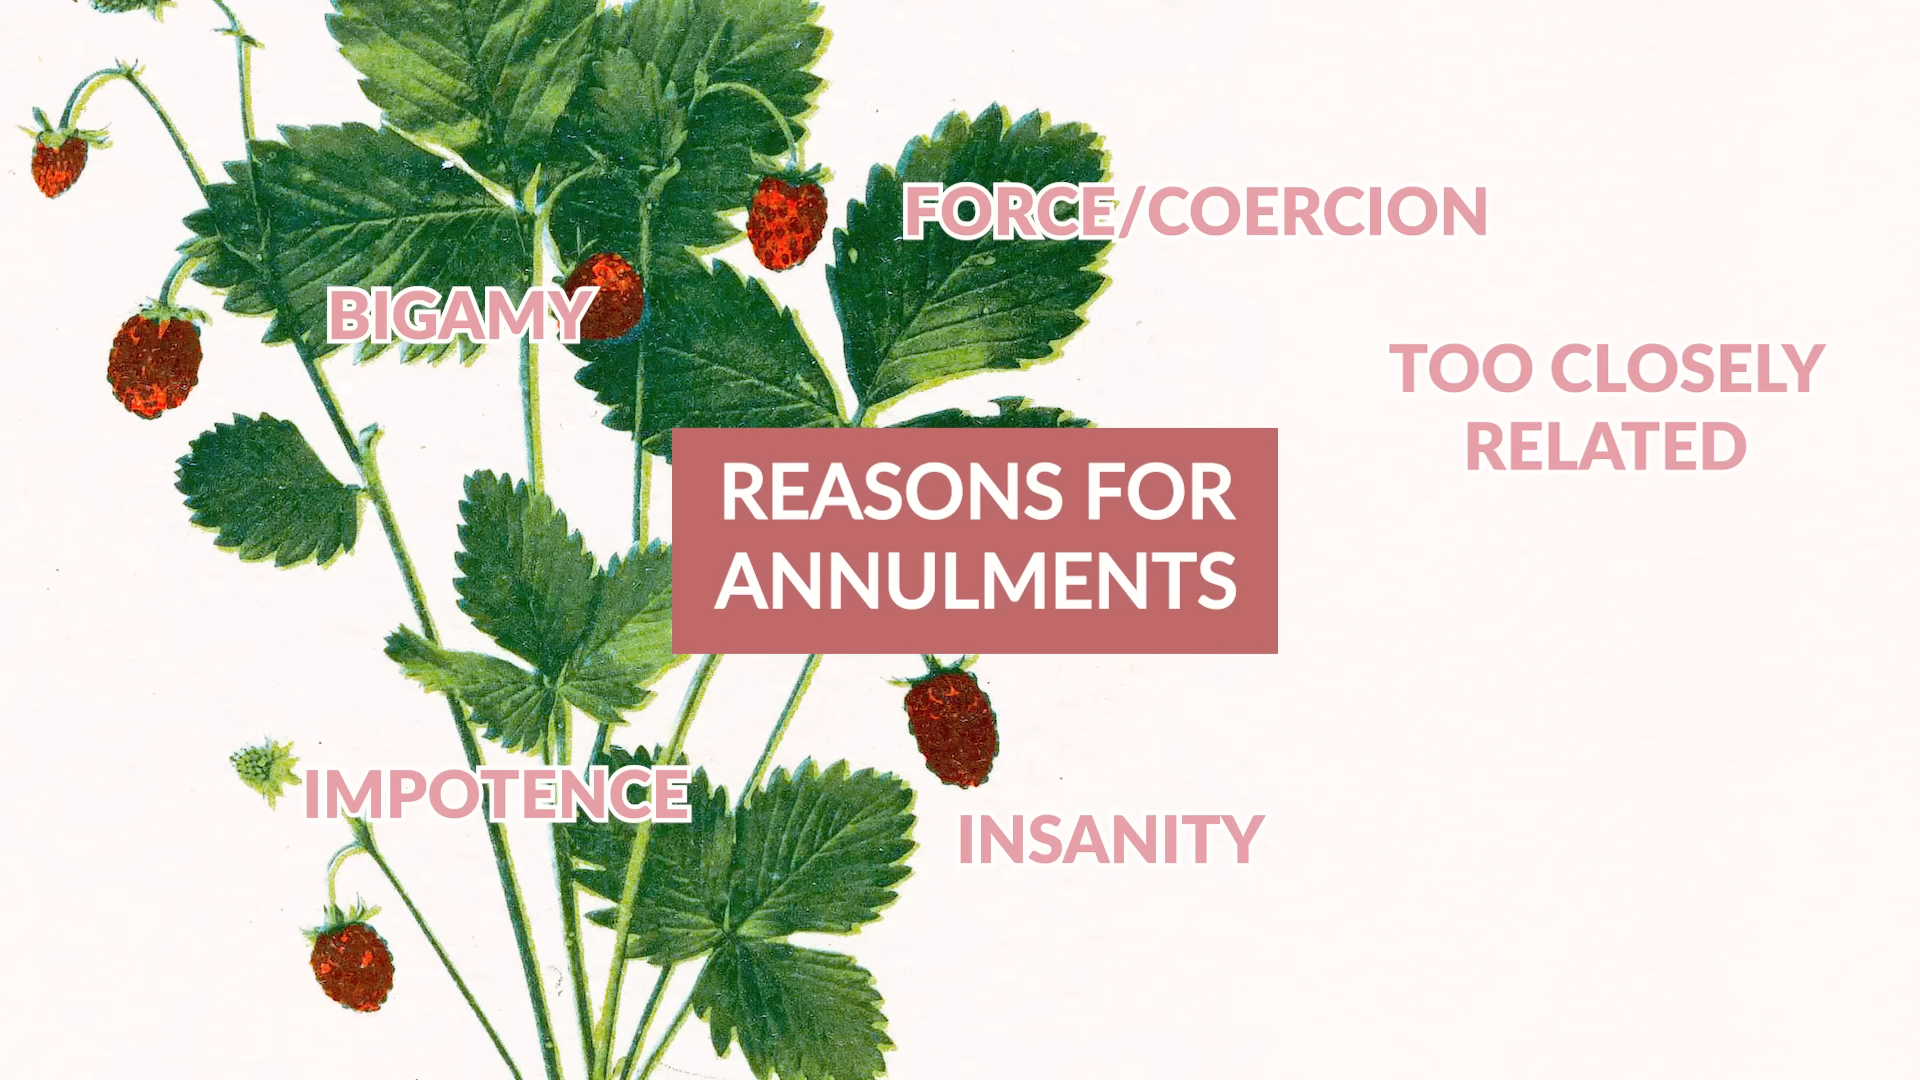 FORCE/COERCION
BIGAMY
TOO CLOSELY
RELATED
REASONS FOR
ANNULMENTS
IMPOTENCE
INSANITY